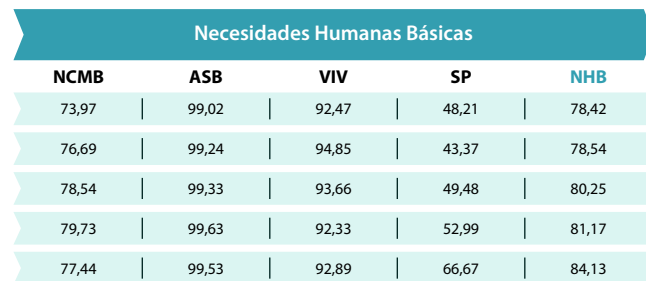 Necesidades Humanas Básicas
NCMB ASB VIV SP NHB
73,97 99,02 92,47 48,21 78,42
76,69 99,24 94,85 43,37 78,54
78,54 99,33 93,66 49,48 80,25
79,73 99,63 92,33 52,99 81,17
77,44 99,53 92,89 66,67 84,13